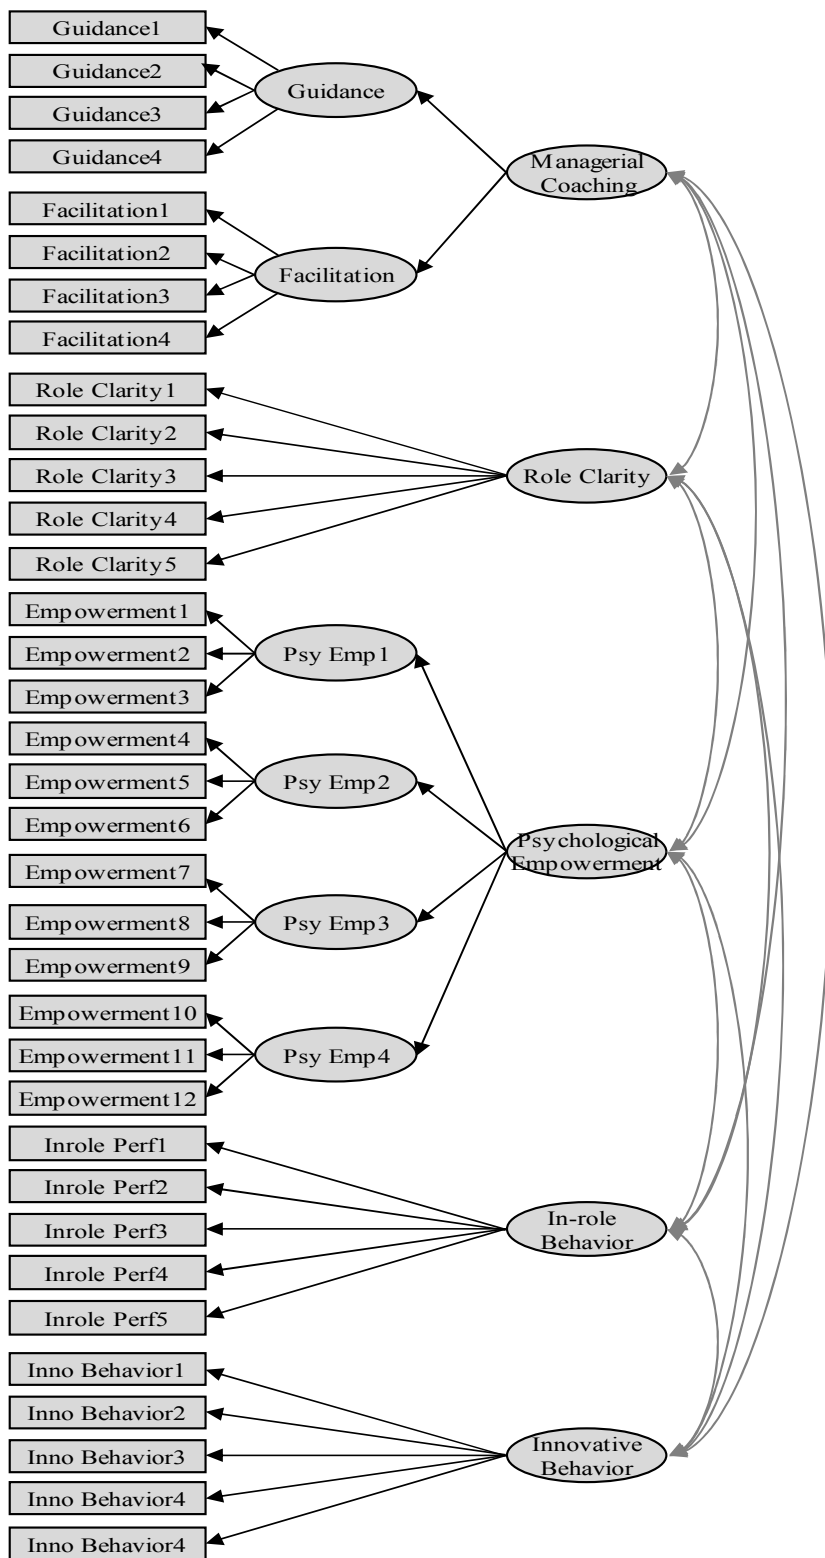 Guidance1
Guidance2
Guidance3
Guidance4
Guidance
Managerial
Coaching
Facilitation1
Facilitation2
Facilitation3
Facilitation4
Facilitation
Role Clarity1
Role Clarity2
Role Clarity3
Role Clarity4
Role Clarity5
Role Clarity
Empowerment1
Empowerment2
Empowerment3
Psy Emp1
Empowerment4
Empowerment5
Empowerment6
Psy Emp2
Psychological
Empowerment
Empowerment7
Empowerment8
Empowerment9
Psy Emp3
Empowerment10
Empowerment11
Empowerment12
Psy Emp4
Inrole Perf1
Inrole Perf2
Inrole Perf3
Inrole Perf4
Inrole Perf5
In-role
Behavior
Inno Behavior1
Inno Behavior2
Inno Behavior3
Inno Behavior4
Inno Behavior4
Innovative
Behavior